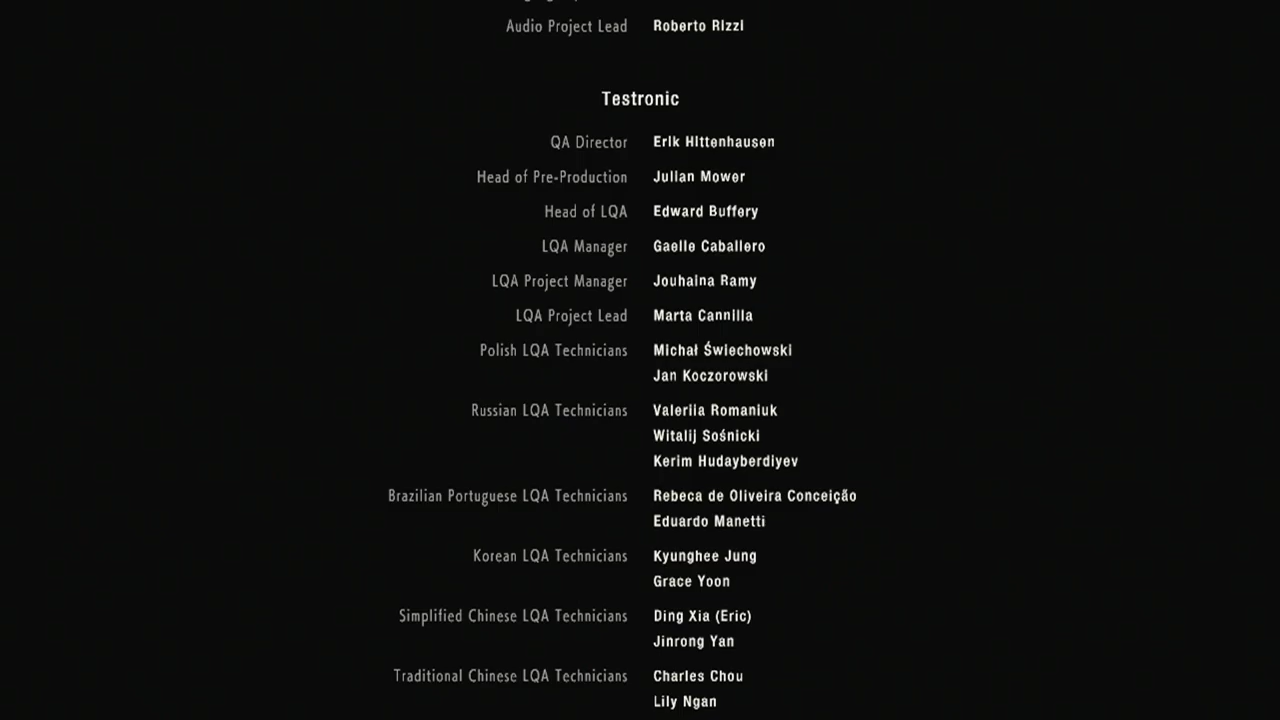 Audio Project Lead Roberto Rizzi
Testronic
QA Director Erik Hittenhausen
Head of Pre-Production Julian Mower
Head of LQA Edward Buffery
LQA Manager Gaelle Caballero
LQA Project Manager Jouhaina Ramy
LQA Project Lead Marta Cannilla
Polish LQA Technicians Michał Świechowski
Jan Koczorowski
Russian LQA Technicians Valeriia Romaniuk
Witalij Sośnicki
Kerim Hudayberdiyev
Brazilian Portuguese LQA Technicians Rebeca de Oliveira Conceição
Eduardo Manetti
Korean LQA Technicians Kyunghee Jung
Grace Yoon
Simplified Chinese LQA Technicians Ding Xia (Eric)
Jinrong Yan
Traditional Chinese LQA Technicians Charles Chou
Lily Ngan